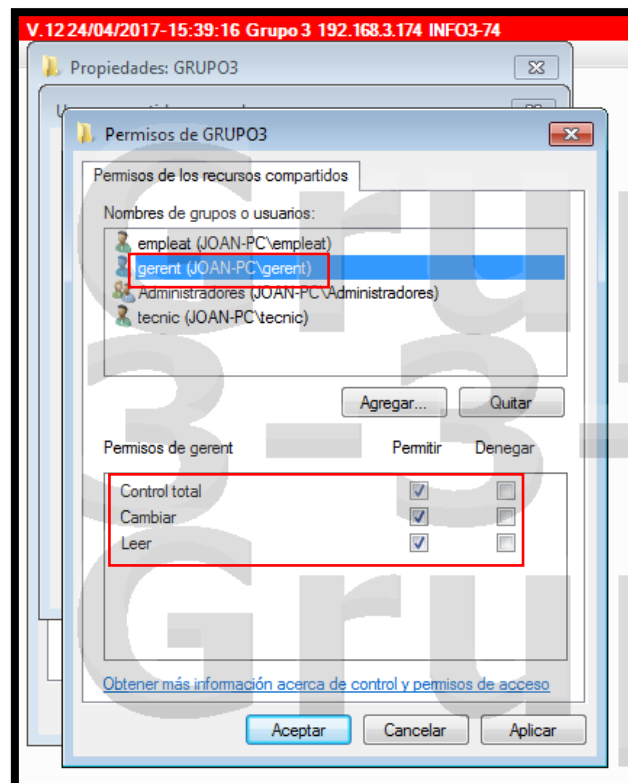 V.12 24/04/2017-15:39:16 Grupo 3 192.168.3.174 INFO3-74
Propiedades: GRUPO3
Permisos de GRUPO3
Permisos de los recursos compartidos
Nombres de grupos o usuarios:
empleat (JOAN-PC\empleat)
gerent (JOAN-PC\gerent)
Administradores (JOAN-PC\Administradores)
tecnic (JOAN-PC\tecnic)
Agregar... Quitar
Permisos de gerent Permitir Denegar
Control total
Cambiar
Leer
Obtener más información acerca de control y permisos de acceso
Aceptar Cancelar Aplicar